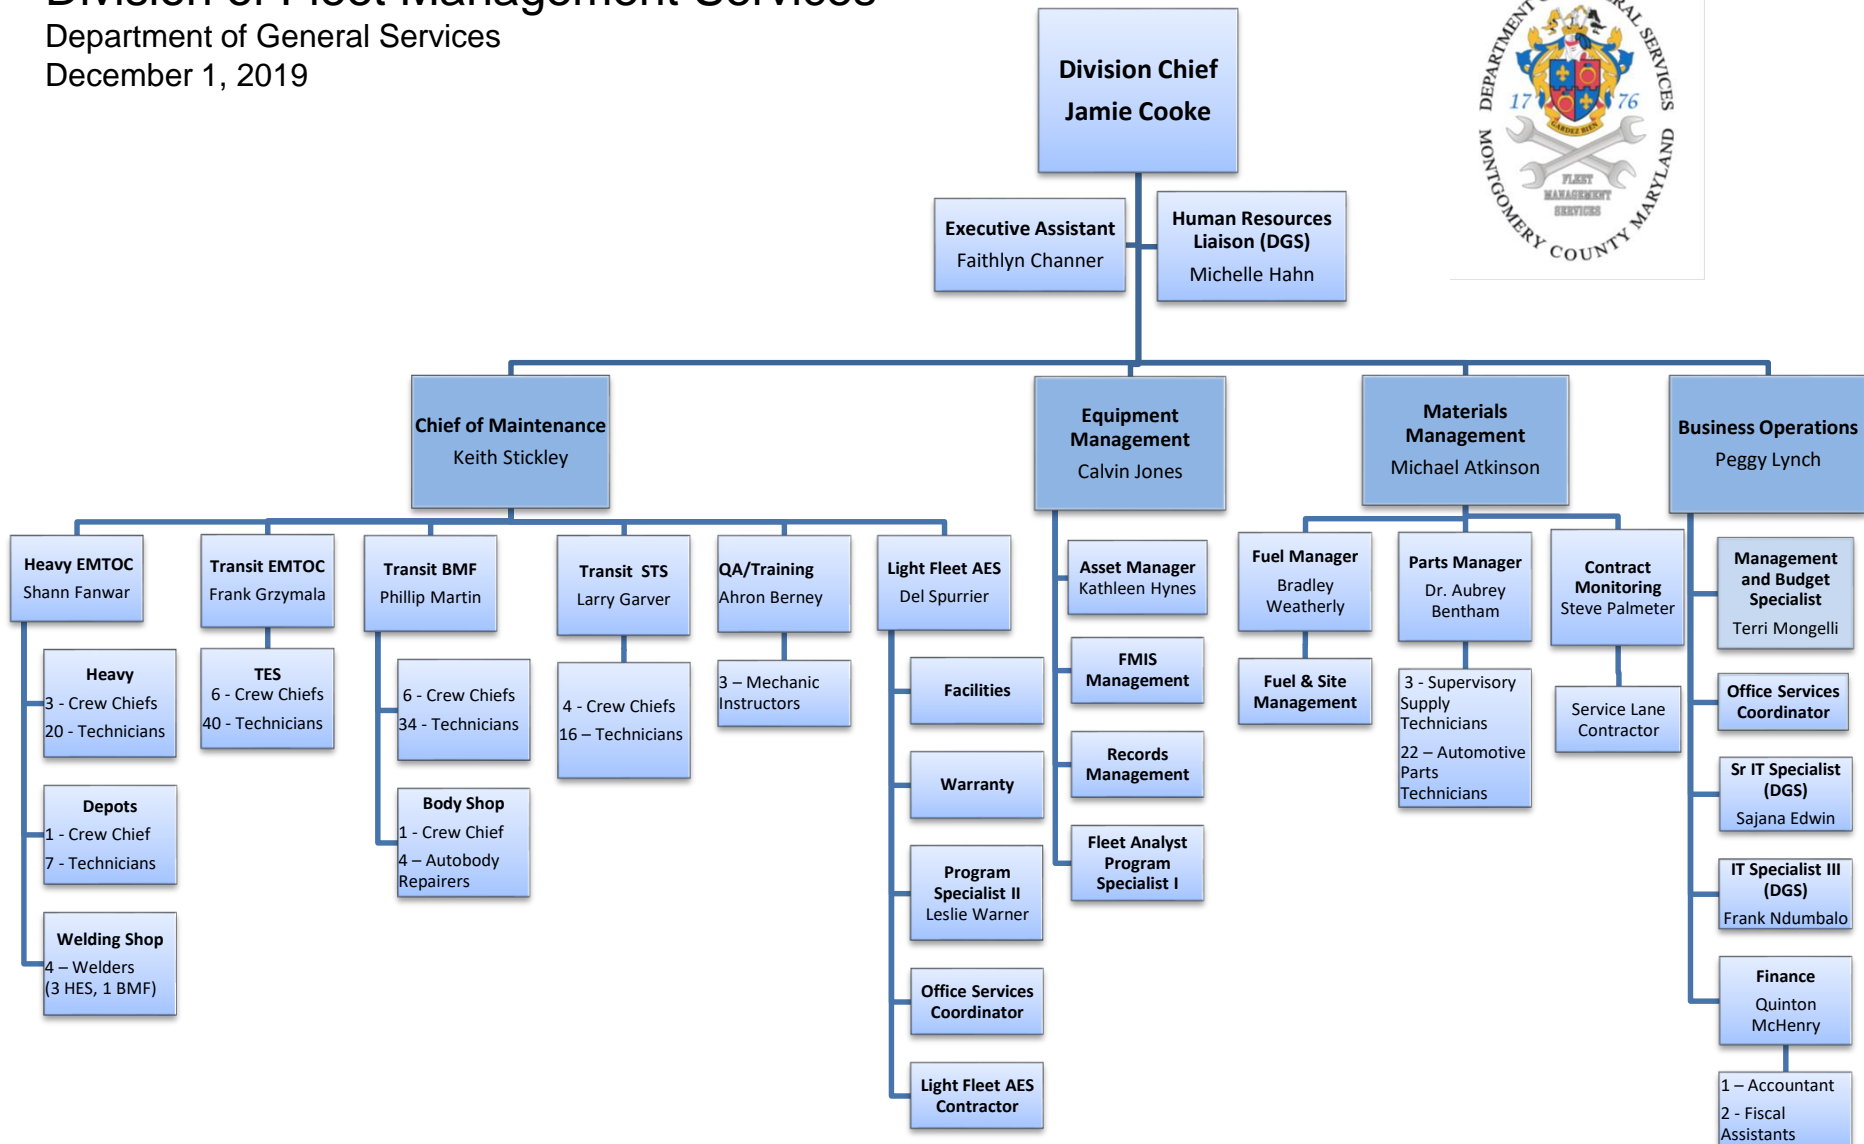 Division of Fleet Management Services
Department of General Services
December 1, 2019
DEPARTMENT OF GENERAL SERVICES
MONTGOMERY COUNTY MARYLAND
17 76
GARDEZ BIEN
FLEET
MANAGEMENT
SERVICES
Division Chief
Jamie Cooke
Executive Assistant
Faithlyn Channer
Human Resources
Liaison (DGS)
Michelle Hahn
Chief of Maintenance
Keith Stickley
Equipment
Management
Calvin Jones
Materials
Management
Michael Atkinson
Business Operations
Peggy Lynch
Heavy EMTOC
Shann Fanwar
Heavy
3 - Crew Chiefs
20 - Technicians
Depots
1 - Crew Chief
7 - Technicians
Welding Shop
4 – Welders
(3 HES, 1 BMF)
Transit EMTOC
Frank Grzymala
TES
6 - Crew Chiefs
40 - Technicians
Transit BMF
Phillip Martin
6 - Crew Chiefs
34 - Technicians
Body Shop
1 - Crew Chief
4 – Autobody
Repairers
Transit STS
Larry Garver
4 - Crew Chiefs
16 – Technicians
QA/Training
Ahron Berney
3 – Mechanic
Instructors
Light Fleet AES
Del Spurrier
Facilities
Warranty
Program
Specialist II
Leslie Warner
Office Services
Coordinator
Light Fleet AES
Contractor
Asset Manager
Kathleen Hynes
FMIS
Management
Records
Management
Fleet Analyst
Program
Specialist I
Fuel Manager
Bradley
Weatherly
Fuel & Site
Management
Parts Manager
Dr. Aubrey
Bentham
3 - Supervisory
Supply
Technicians
22 – Automotive
Parts
Technicians
Contract
Monitoring
Steve Palmeter
Service Lane
Contractor
Management
and Budget
Specialist
Terri Mongelli
Office Services
Coordinator
Sr IT Specialist
(DGS)
Sajana Edwin
IT Specialist III
(DGS)
Frank Ndumbalo
Finance
Quinton
McHenry
1 – Accountant
2 - Fiscal
Assistants